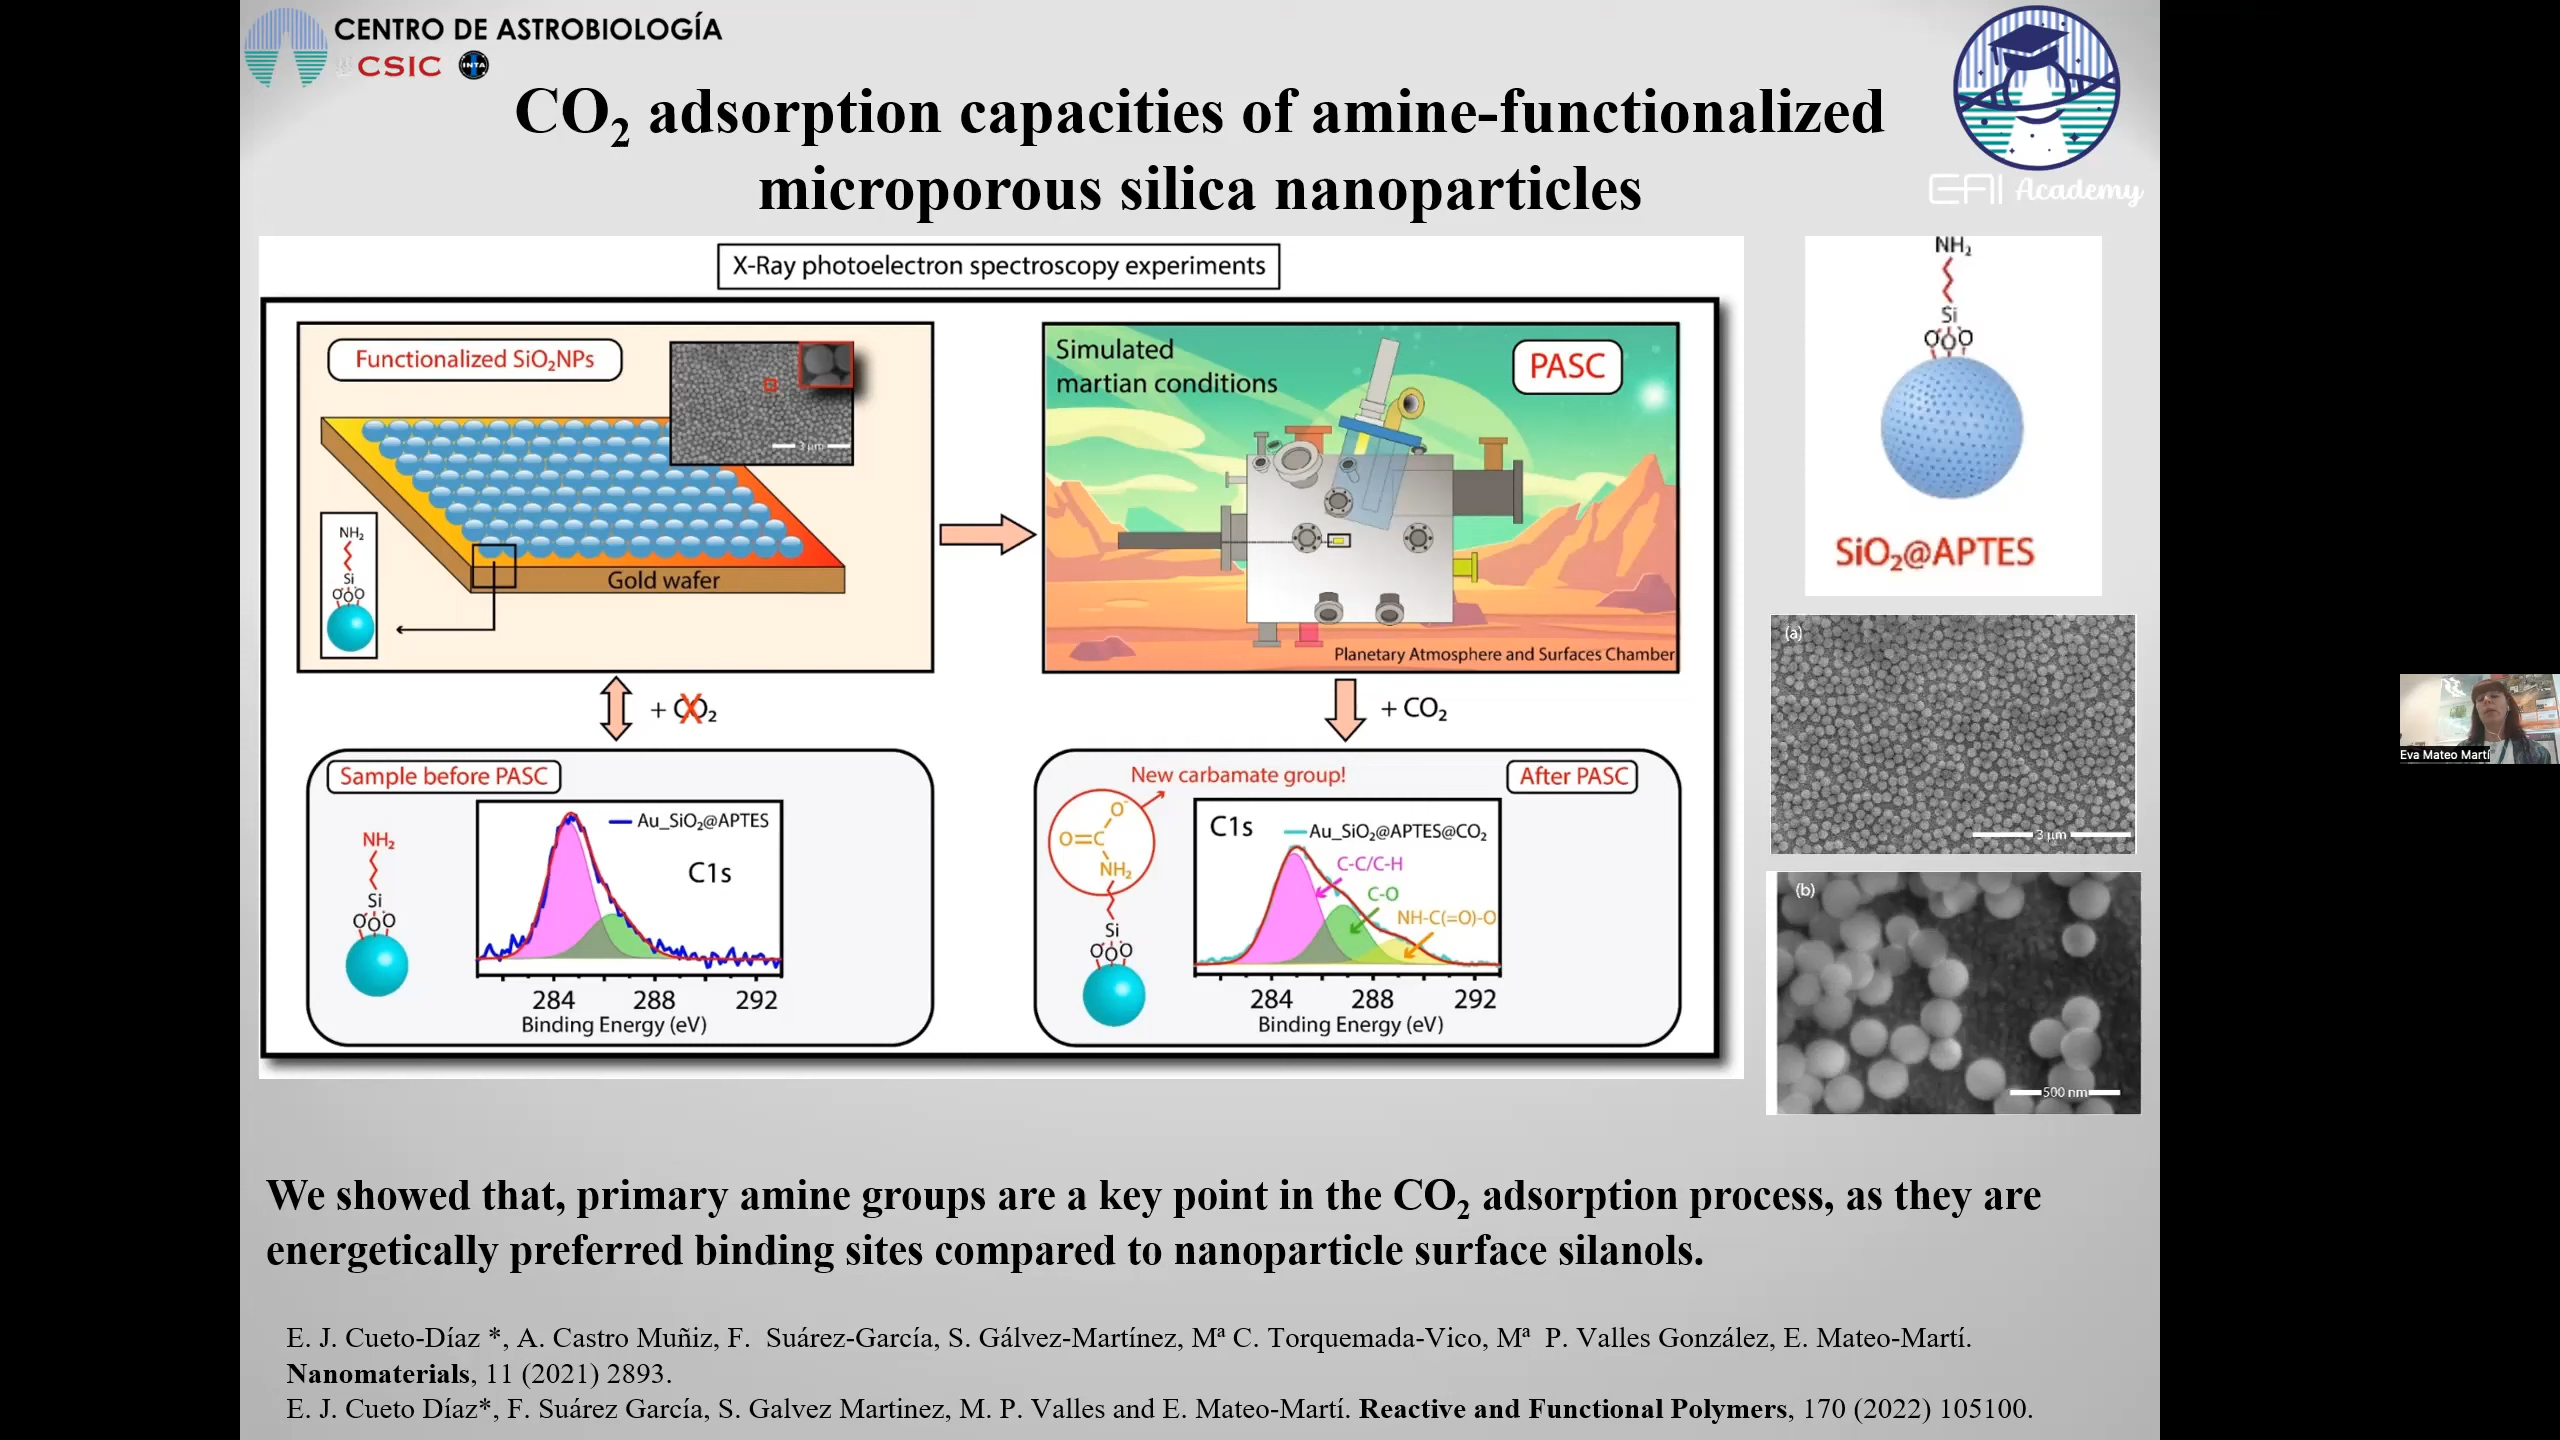 CENTRO DE ASTROBIOLOGÍA
CSIC INTA
EAI Academy
CO₂ adsorption capacities of amine-functionalized
microporous silica nanoparticles
X-Ray photoelectron spectroscopy experiments
Functionalized SiO₂NPs
3 μm
NH₂
Si
OOO
Gold wafer
Simulated
martian conditions
PASC
Planetary Atmosphere and Surfaces Chamber
+ CO₂
+ CO₂
Sample before PASC
NH₂
Si
OOO
Au_SiO₂@APTES
C1s
284 288 292
Binding Energy (eV)
New carbamate group!
After PASC
O⁻
O=C
NH₂
Si
OOO
C1s
Au_SiO₂@APTES@CO₂
C-C/C-H
C-O
NH-C(=O)-O
284 288 292
Binding Energy (eV)
NH₂
Si
OOO
SiO₂@APTES
(a)
3 μm
(b)
500 nm
Eva Mateo Martí
We showed that, primary amine groups are a key point in the CO₂ adsorption process, as they are
energetically preferred binding sites compared to nanoparticle surface silanols.
E. J. Cueto-Díaz *, A. Castro Muñiz, F. Suárez-García, S. Gálvez-Martínez, Mª C. Torquemada-Vico, Mª P. Valles González, E. Mateo-Martí.
Nanomaterials, 11 (2021) 2893.
E. J. Cueto Díaz*, F. Suárez García, S. Galvez Martinez, M. P. Valles and E. Mateo-Martí. Reactive and Functional Polymers, 170 (2022) 105100.